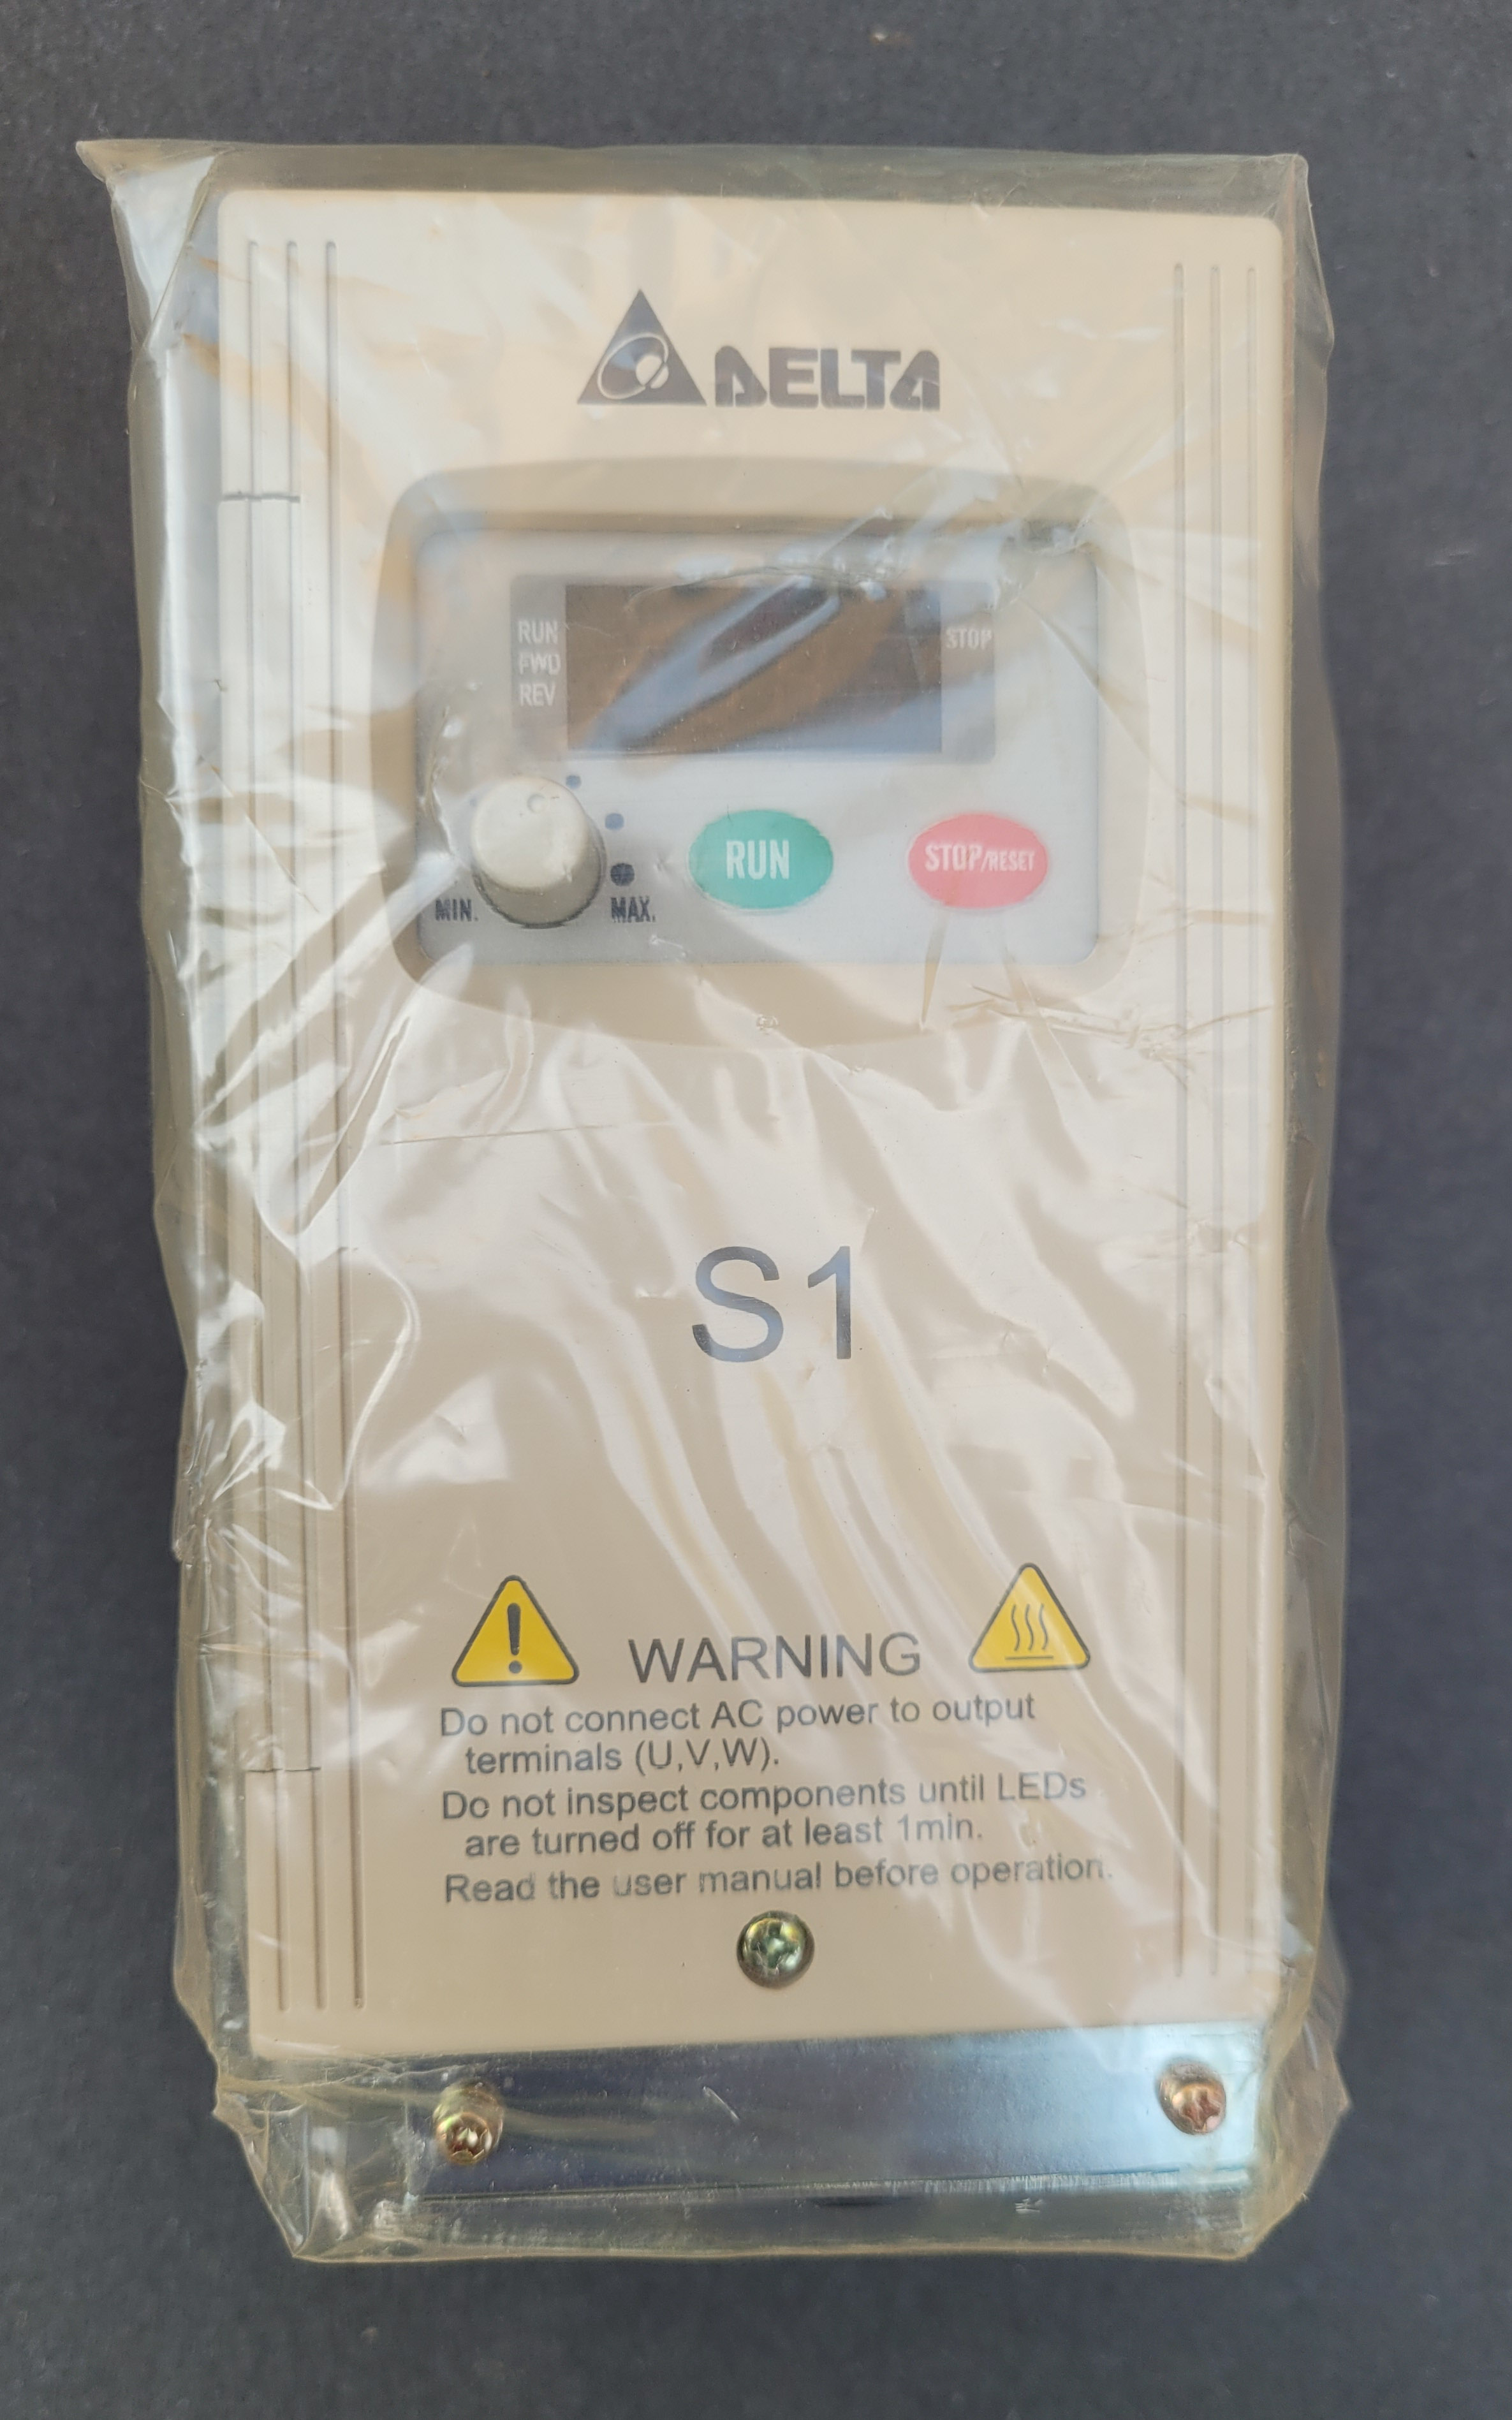 DELTA
RUN
FWD
REV
STOP
MIN.
MAX.
RUN
STOP/RESET
S1
WARNING
Do not connect AC power to output
terminals (U,V,W).
Do not inspect components until LEDs
are turned off for at least 1min.
Read the user manual before operation.